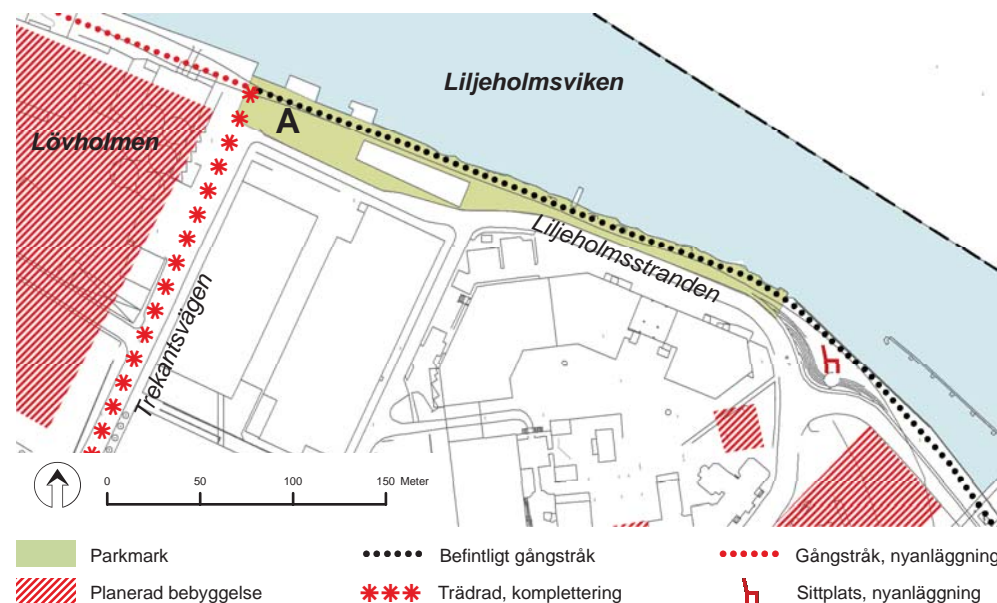 Liljeholmsviken
A
Lövholmen
Liljeholmsstranden
Trekantsvägen
0 50 100 150 Meter
Parkmark
Befintligt gångstråk
Gångstråk, nyanläggning
Planerad bebyggelse
Trädrad, komplettering
Sittplats, nyanläggning